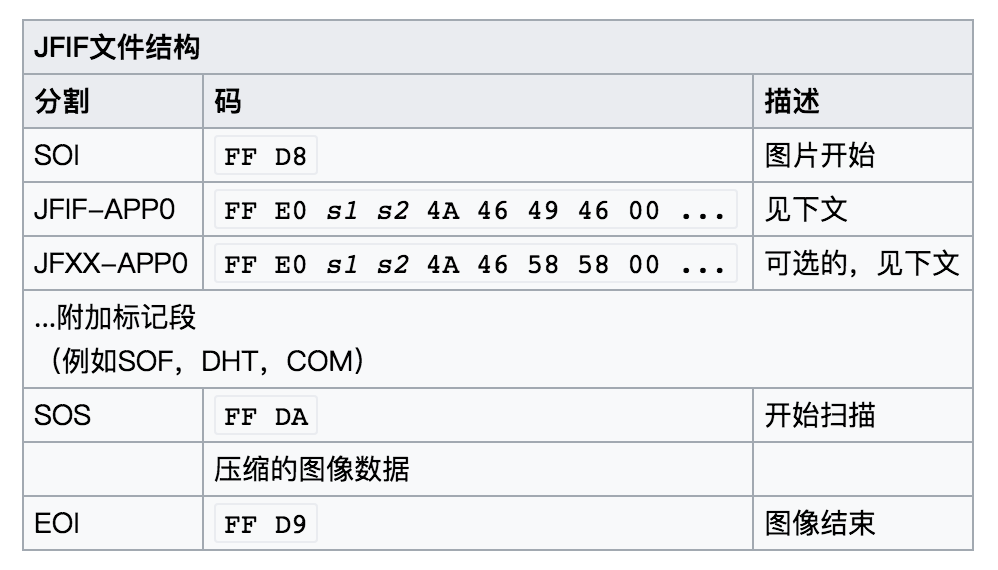 JFIF文件结构
分割 码 描述
SOI FF D8 图片开始
JFIF-APP0 FF E0 s1 s2 4A 46 49 46 00 ... 见下文
JFXX-APP0 FF E0 s1 s2 4A 46 58 58 00 ... 可选的，见下文
...附加标记段
（例如SOF，DHT，COM）
SOS FF DA 开始扫描
压缩的图像数据
EOI FF D9 图像结束